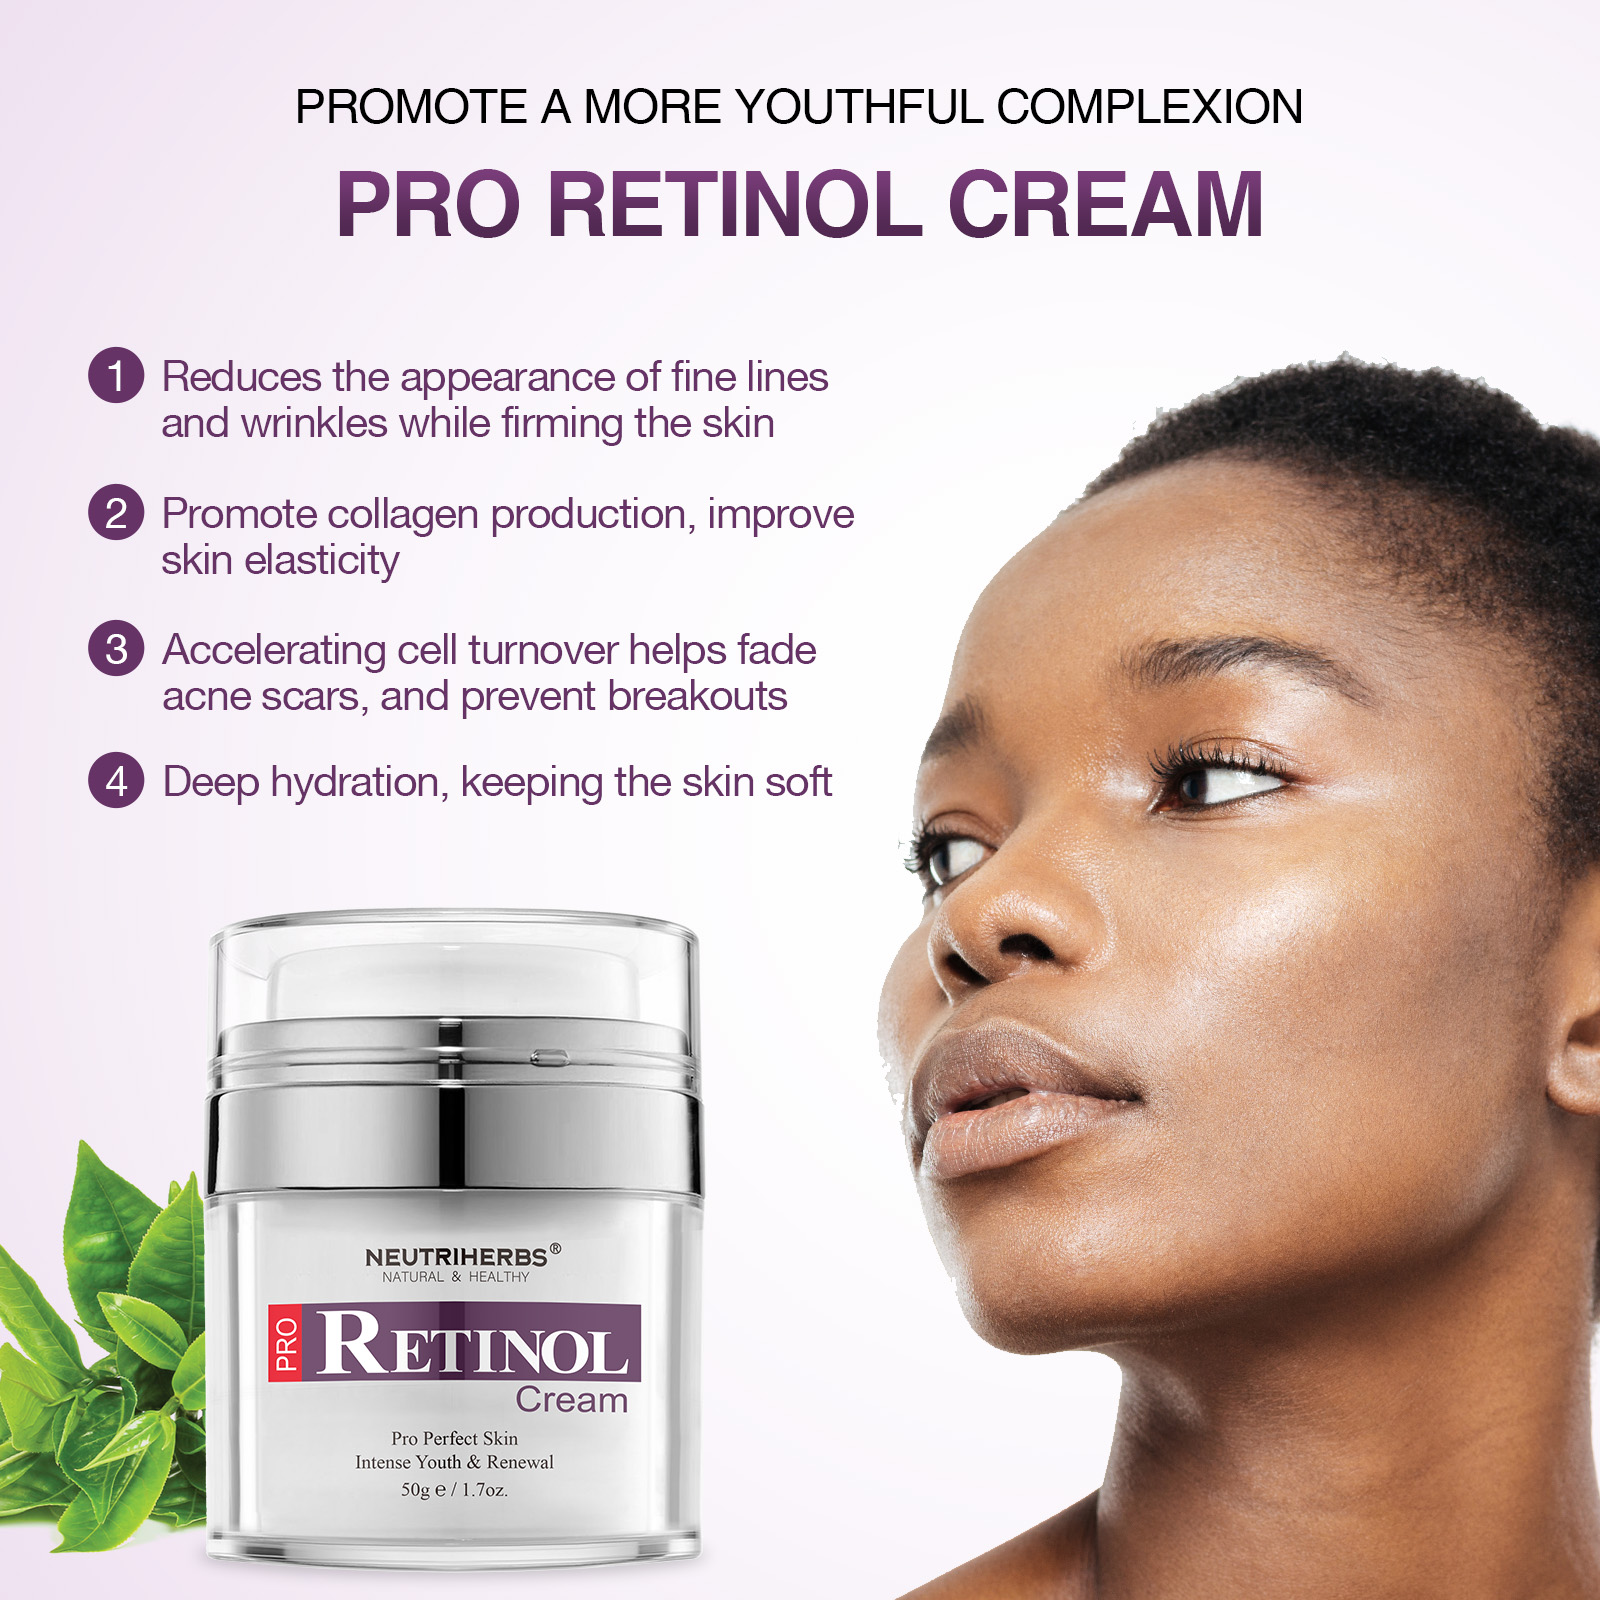 PROMOTE A MORE YOUTHFUL COMPLEXION
PRO RETINOL CREAM
1 Reduces the appearance of fine lines
and wrinkles while firming the skin
2 Promote collagen production, improve
skin elasticity
3 Accelerating cell turnover helps fade
acne scars, and prevent breakouts
4 Deep hydration, keeping the skin soft
NEUTRIHERBS®
NATURAL & HEALTHY
PRO RETINOL
Cream
Pro Perfect Skin
Intense Youth & Renewal
50g e / 1.7oz.